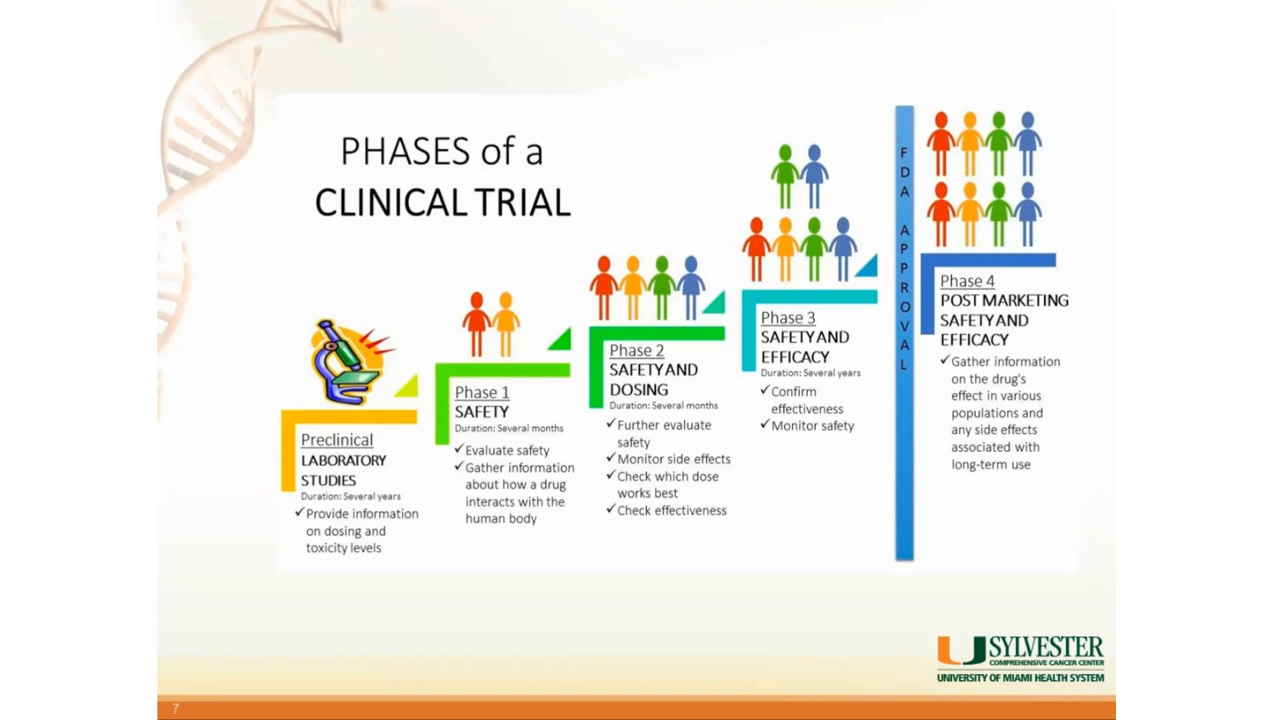 PHASES of a
CLINICAL TRIAL
Preclinical
LABORATORY
STUDIES
Duration: Several years
✓Provide information
on dosing and
toxicity levels
Phase 1
SAFETY
Duration: Several months
✓Evaluate safety
✓Gather information
about how a drug
interacts with the
human body
Phase 2
SAFETY AND
DOSING
Duration: Several months
✓Further evaluate
safety
✓Monitor side effects
✓Check which dose
works best
✓Check effectiveness
Phase 3
SAFETY AND
EFFICACY
Duration: Several years
✓Confirm
effectiveness
✓Monitor safety
FDA APPROVAL
Phase 4
POST MARKETING
SAFETY AND
EFFICACY
✓Gather information
on the drug's
effect in various
populations and
any side effects
associated with
long-term use
U SYLVESTER
COMPREHENSIVE CANCER CENTER
UNIVERSITY OF MIAMI HEALTH SYSTEM
7